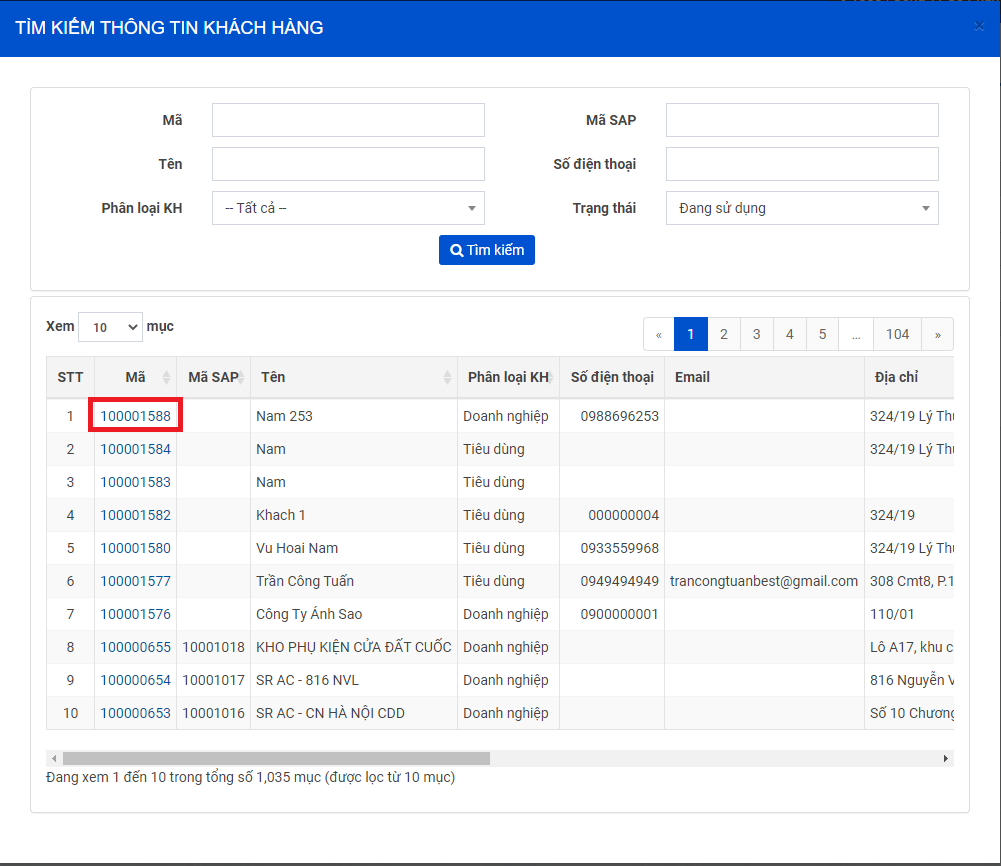 TÌM KIẾM THÔNG TIN KHÁCH HÀNG ×
Mã Mã SAP
Tên Số điện thoại
Phân loại KH -- Tất cả -- Trạng thái Đang sử dụng
Tìm kiếm
Xem 10 mục
« 1 2 3 4 5 ... 104 »
STT Mã Mã SAP Tên Phân loại KH Số điện thoại Email Địa chỉ
1 100001588 Nam 253 Doanh nghiệp 0988696253 324/19 Lý
2 100001584 Nam Tiêu dùng 324/19 Lý
3 100001583 Nam Tiêu dùng
4 100001582 Khach 1 Tiêu dùng 000000004 324/19
5 100001580 Vu Hoai Nam Tiêu dùng 0933559968 324/19 Lý
6 100001577 Trần Công Tuấn Tiêu dùng 0949494949 trancongtuanbest@gmail.com 308 Cmt8, P.1
7 100001576 Công Ty Ánh Sao Doanh nghiệp 0900000001 110/01
8 100000655 10001018 KHO PHỤ KIỆN CỬA ĐẤT CUỐC Doanh nghiệp Lô A17, khu c
9 100000654 10001017 SR AC - 816 NVL Doanh nghiệp 816 Nguyễn V
10 100000653 10001016 SR AC - CN HÀ NỘI CDD Doanh nghiệp Số 10 Chương
Đang xem 1 đến 10 trong tổng số 1,035 mục (được lọc từ 10 mục)